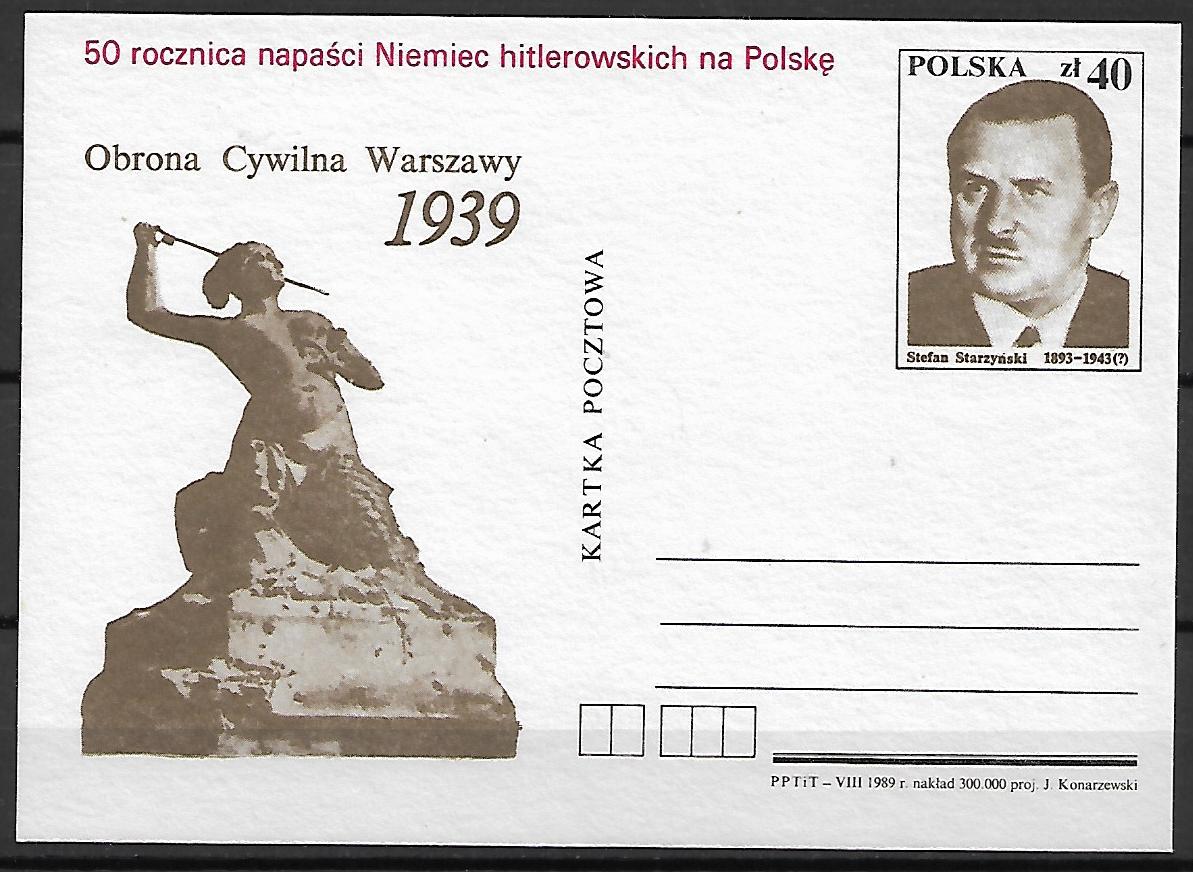 50 rocznica napaści Niemiec hitlerowskich na Polskę
POLSKA zł 40
Obrona Cywilna Warszawy
1939
KARTKA POCZTOWA
Stefan Starzyński 1893-1943(?)
PPTiT – VIII 1989 r. nakład 300.000 proj. J. Konarzewski